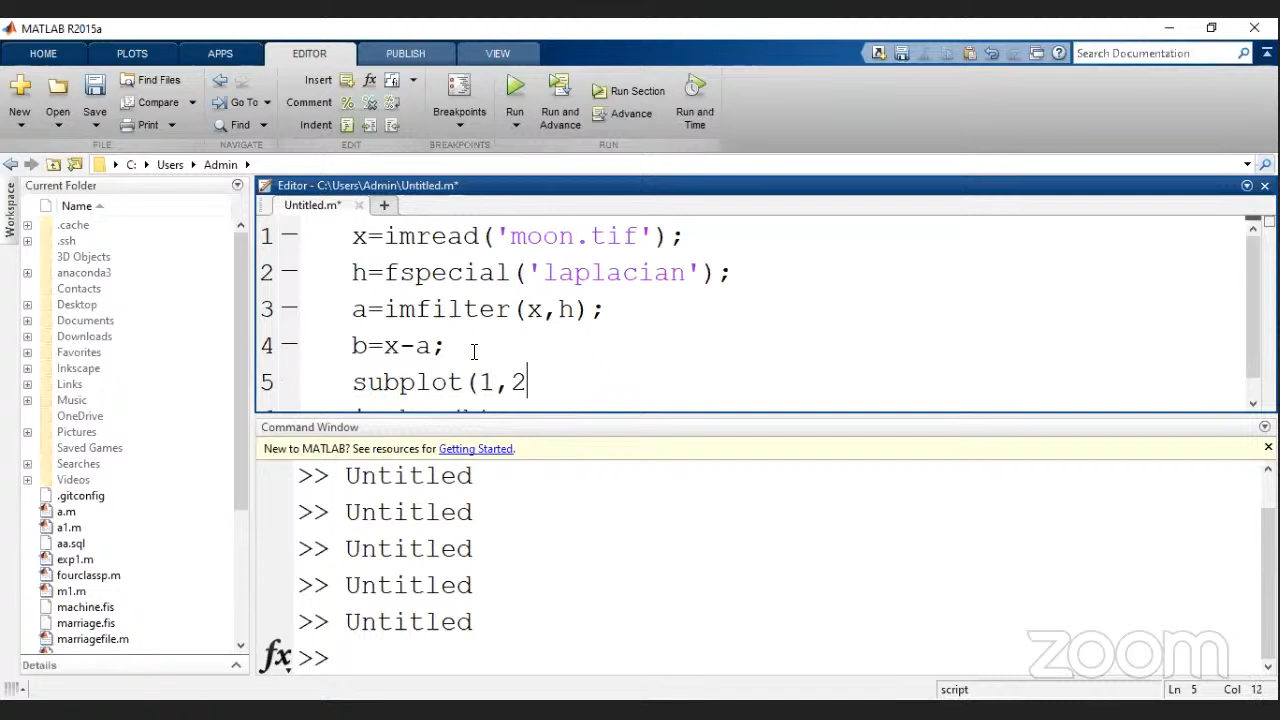 MATLAB R2015a
HOME PLOTS APPS EDITOR PUBLISH VIEW Search Documentation
New Open Save Find Files Compare Print Go To Find Insert Comment Indent Breakpoints Run Run and Advance Run Section Advance Run and Time
FILE NAVIGATE EDIT BREAKPOINTS RUN
C: Users Admin
Current Folder
Workspace
Name
.cache
.ssh
3D Objects
anaconda3
Contacts
Desktop
Documents
Downloads
Favorites
Inkscape
Links
Music
OneDrive
Pictures
Saved Games
Searches
Videos
.gitconfig
a.m
a1.m
aa.sql
exp1.m
fourclassp.m
m1.m
machine.fis
marriage.fis
marriagefile.m
Details
Editor - C:\Users\Admin\Untitled.m*
Untitled.m*
1 x=imread('moon.tif');
2 h=fspecial('laplacian');
3 a=imfilter(x,h);
4 b=x-a;
5 subplot(1,2
Command Window
New to MATLAB? See resources for Getting Started.
>> Untitled
>> Untitled
>> Untitled
>> Untitled
>> Untitled
fx >>
zoom
script Ln 5 Col 12